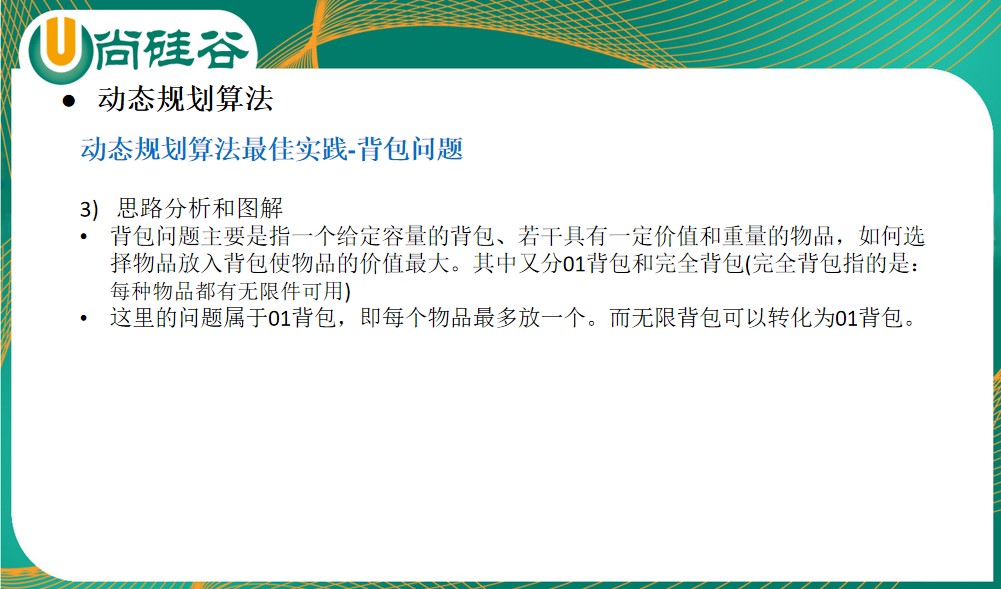 尚硅谷
● 动态规划算法
动态规划算法最佳实践-背包问题
3) 思路分析和图解
• 背包问题主要是指一个给定容量的背包、若干具有一定价值和重量的物品，如何选
择物品放入背包使物品的价值最大。其中又分01背包和完全背包(完全背包指的是：
每种物品都有无限件可用)
• 这里的问题属于01背包，即每个物品最多放一个。而无限背包可以转化为01背包。